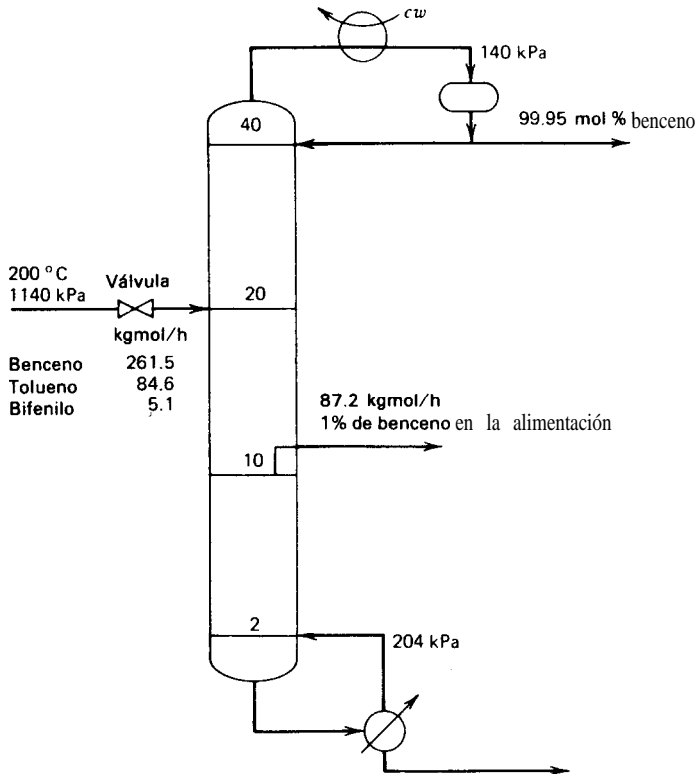 cw
140 kPa
40
99.95 mol % benceno
200 °C
1140 kPa
Válvula
20
kgmol/h
Benceno 261.5
Tolueno 84.6
Bifenilo 5.1
87.2 kgmol/h
1% de benceno en la alimentación
10
2
204 kPa